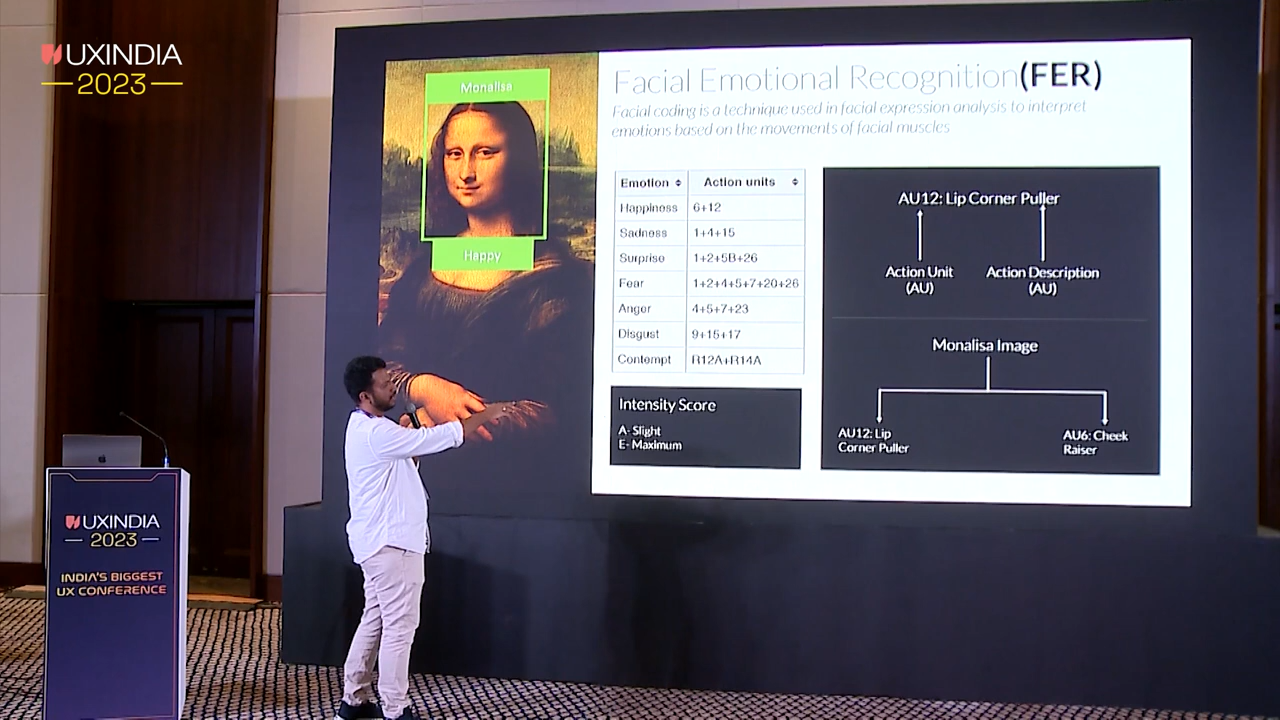 UXINDIA
2023
Monalisa
Happy
Facial Emotional Recognition(FER)
Facial coding is a technique used in facial expression analysis to interpret
emotions based on the movements of facial muscles
Emotion Action units
Happiness 6+12
Sadness 1+4+15
Surprise 1+2+5B+26
Fear 1+2+4+5+7+20+26
Anger 4+5+7+23
Disgust 9+15+17
Contempt R12A+R14A
Intensity Score
A- Slight
E- Maximum
AU12: Lip Corner Puller
Action Unit
(AU)
Action Description
(AU)
Monalisa Image
AU12: Lip
Corner Puller
AU6: Cheek
Raiser
UXINDIA
2023
INDIA'S BIGGEST
UX CONFERENCE